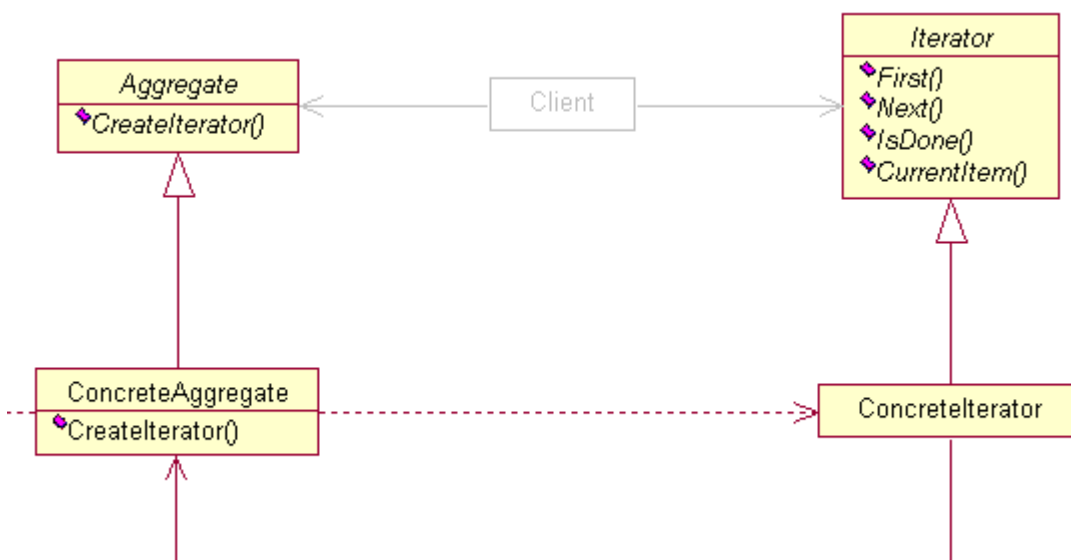 Aggregate
CreateIterator()
Client
Iterator
First()
Next()
IsDone()
CurrentItem()
ConcreteAggregate
CreateIterator()
ConcreteIterator